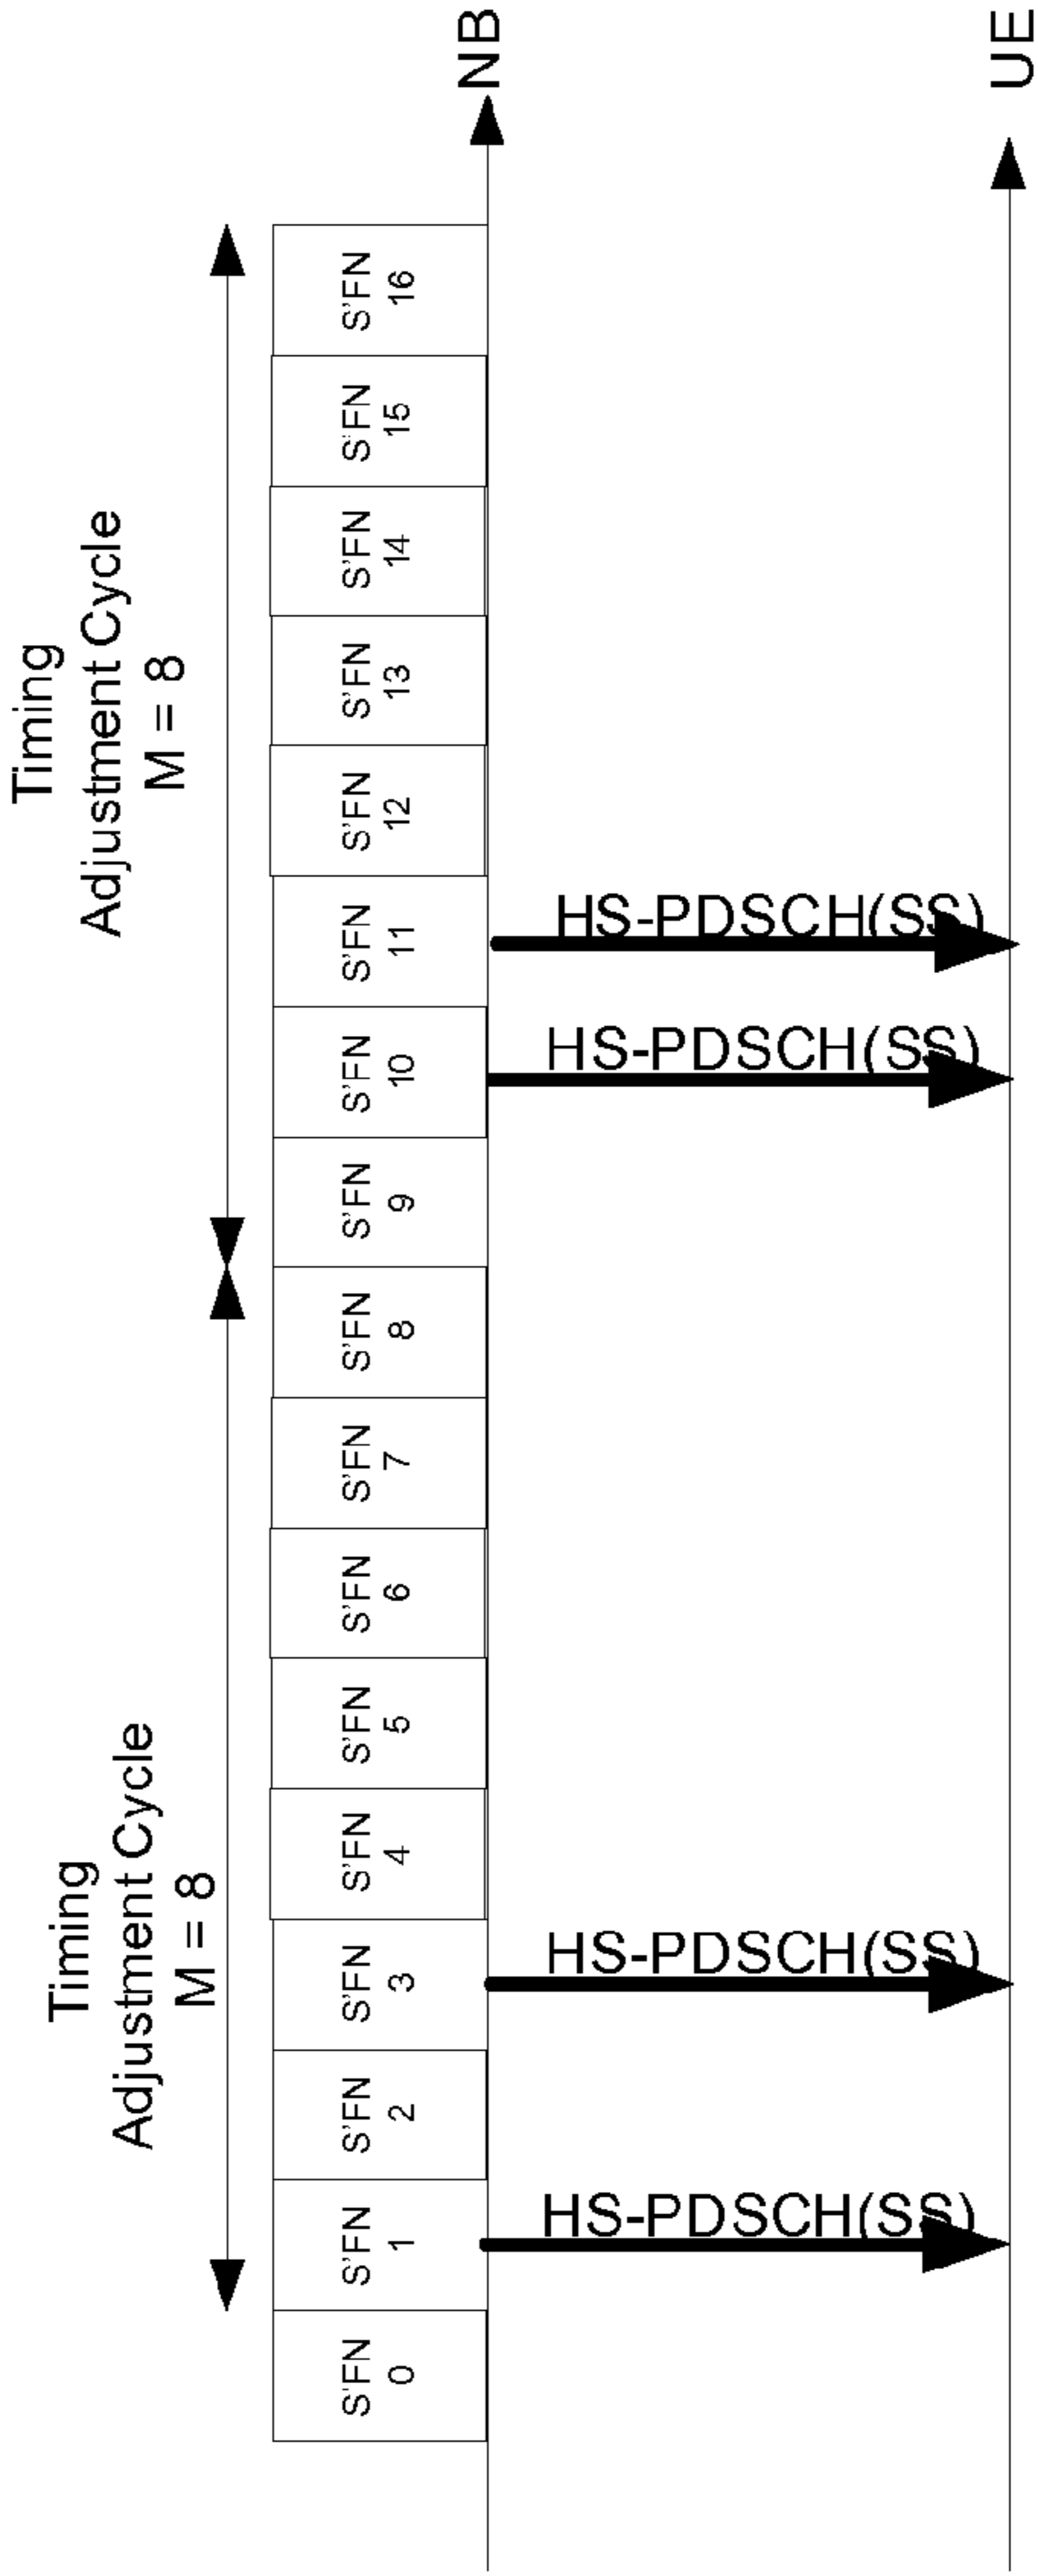 Timing
Adjustment Cycle
M = 8
Timing
Adjustment Cycle
M = 8
S'FN
0
S'FN
1
S'FN
2
S'FN
3
S'FN
4
S'FN
5
S'FN
6
S'FN
7
S'FN
8
S'FN
9
S'FN
10
S'FN
11
S'FN
12
S'FN
13
S'FN
14
S'FN
15
S'FN
16
NB
HS-PDSCH(SS)
HS-PDSCH(SS)
HS-PDSCH(SS)
HS-PDSCH(SS)
UE